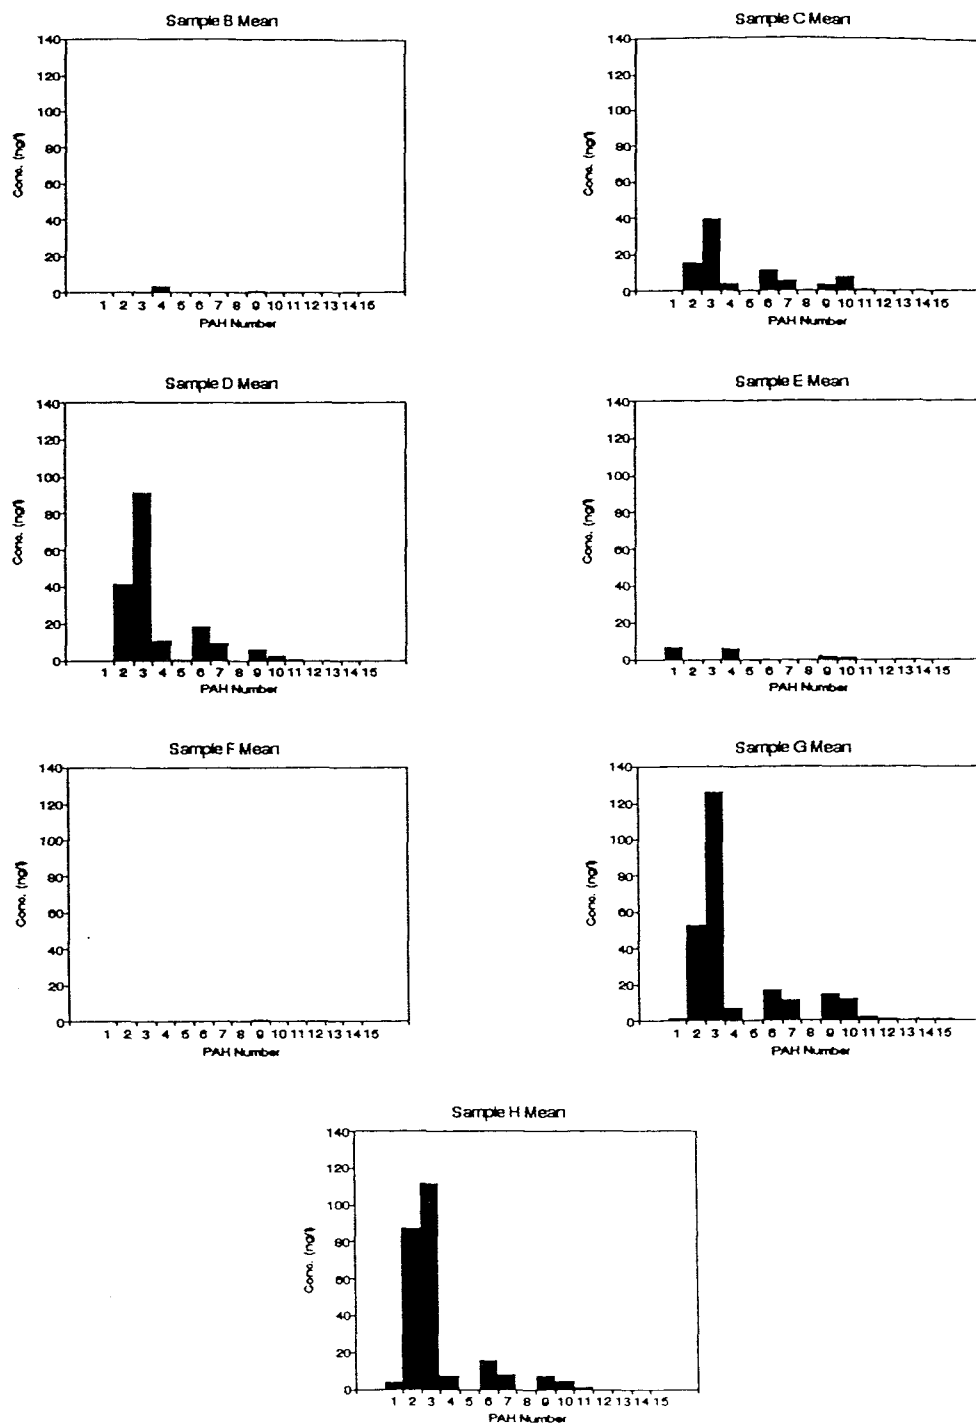 Sample B Mean
140
120
100
80
60
40
20
0
Conc. (ng/l)
1 2 3 4 5 6 7 8 9 10 11 12 13 14 15
PAH Number
Sample C Mean
140
120
100
80
60
40
20
0
Conc. (ng/l)
1 2 3 4 5 6 7 8 9 10 11 12 13 14 15
PAH Number
Sample D Mean
140
120
100
80
60
40
20
0
Conc. (ng/l)
1 2 3 4 5 6 7 8 9 10 11 12 13 14 15
PAH Number
Sample E Mean
140
120
100
80
60
40
20
0
Conc. (ng/l)
1 2 3 4 5 6 7 8 9 10 11 12 13 14 15
PAH Number
Sample F Mean
140
120
100
80
60
40
20
0
Conc. (ng/l)
1 2 3 4 5 6 7 8 9 10 11 12 13 14 15
PAH Number
Sample G Mean
140
120
100
80
60
40
20
0
Conc. (ng/l)
1 2 3 4 5 6 7 8 9 10 11 12 13 14 15
PAH Number
Sample H Mean
140
120
100
80
60
40
20
0
Conc. (ng/l)
1 2 3 4 5 6 7 8 9 10 11 12 13 14 15
PAH Number